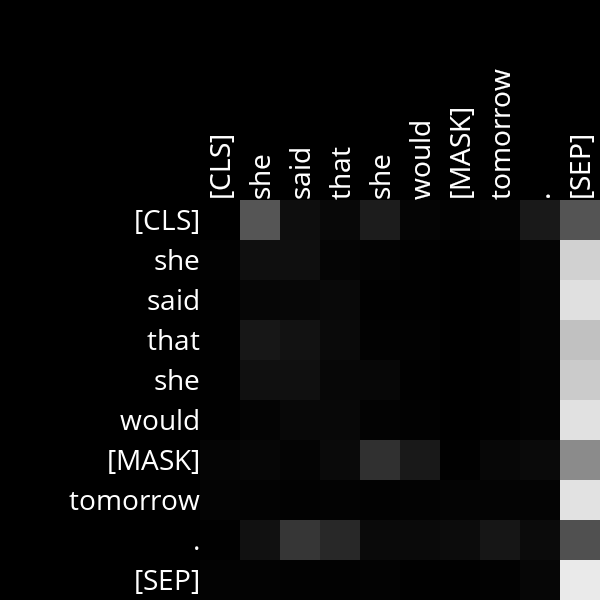 [CLS] she said that she would [MASK] tomorrow . [SEP]
[CLS]
she
said
that
she
would
[MASK]
tomorrow
.
[SEP]